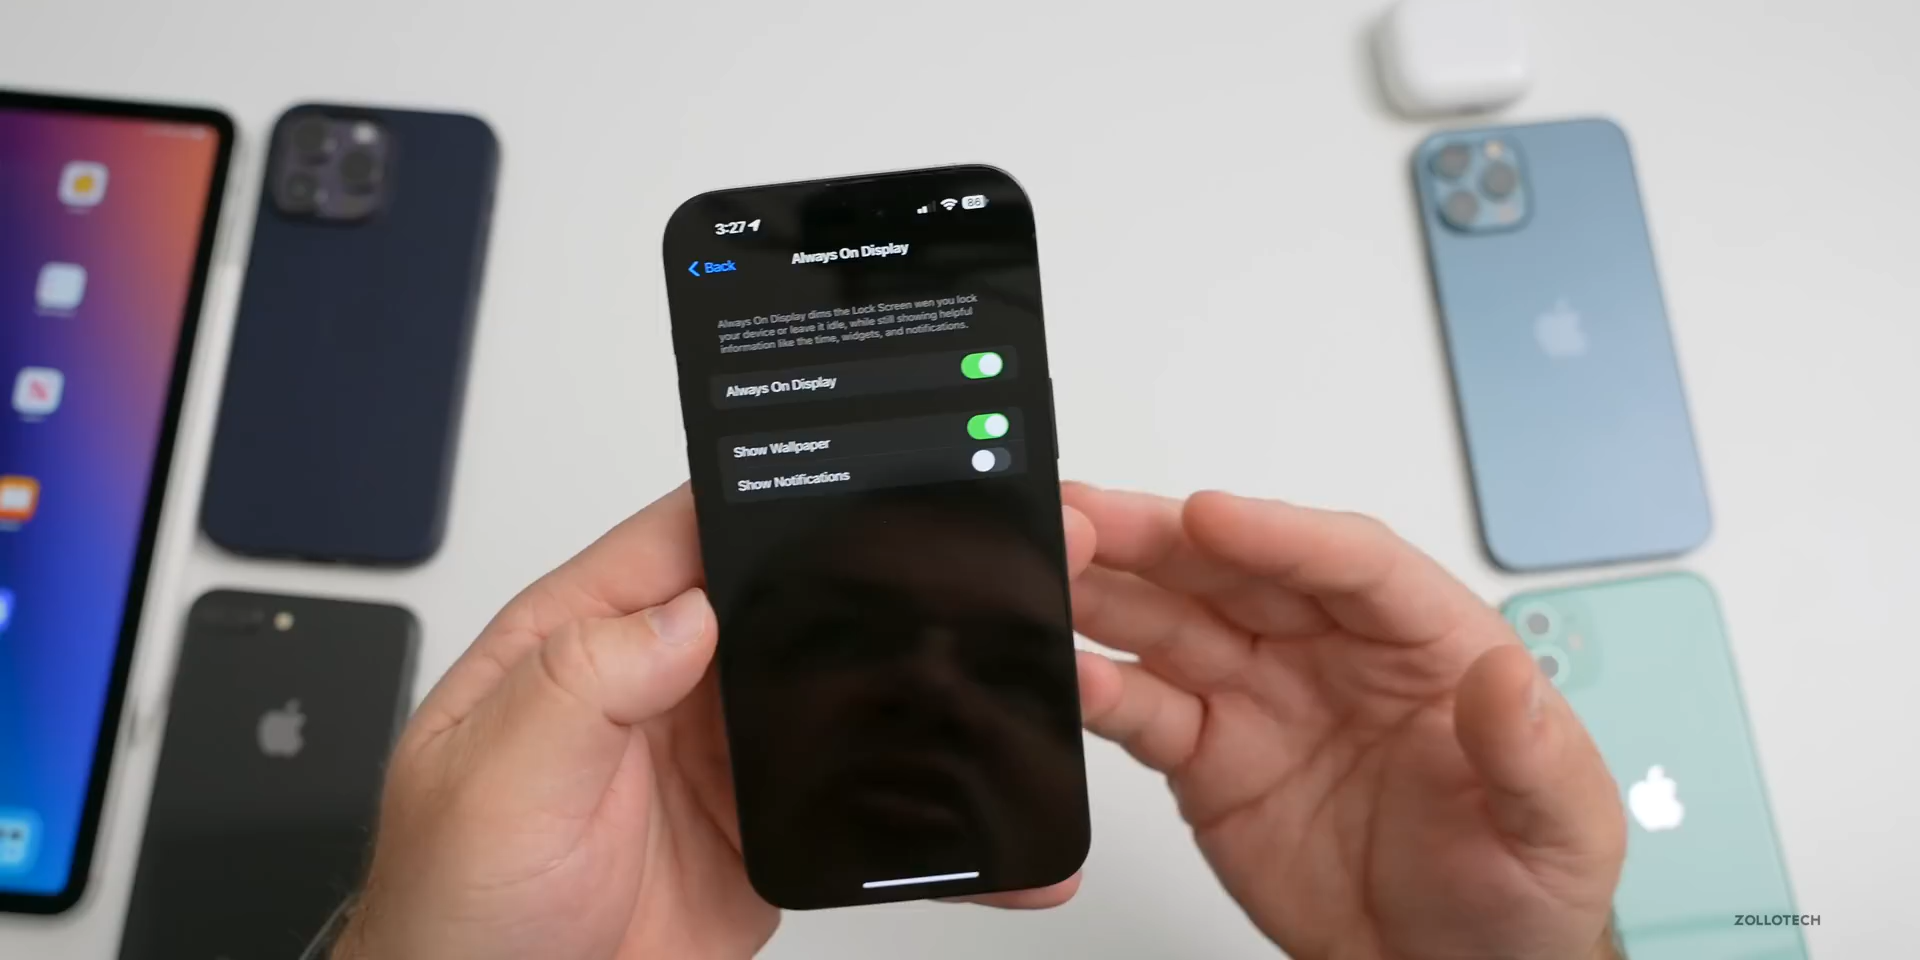 3:27
86
Back
Always On Display
Always On Display dims the Lock Screen wen you lock
your device or leave it idle, while still showing helpful
information like the time, widgets, and notifications.
Always On Display
Show Wallpaper
Show Notifications
ZOLLOTECH